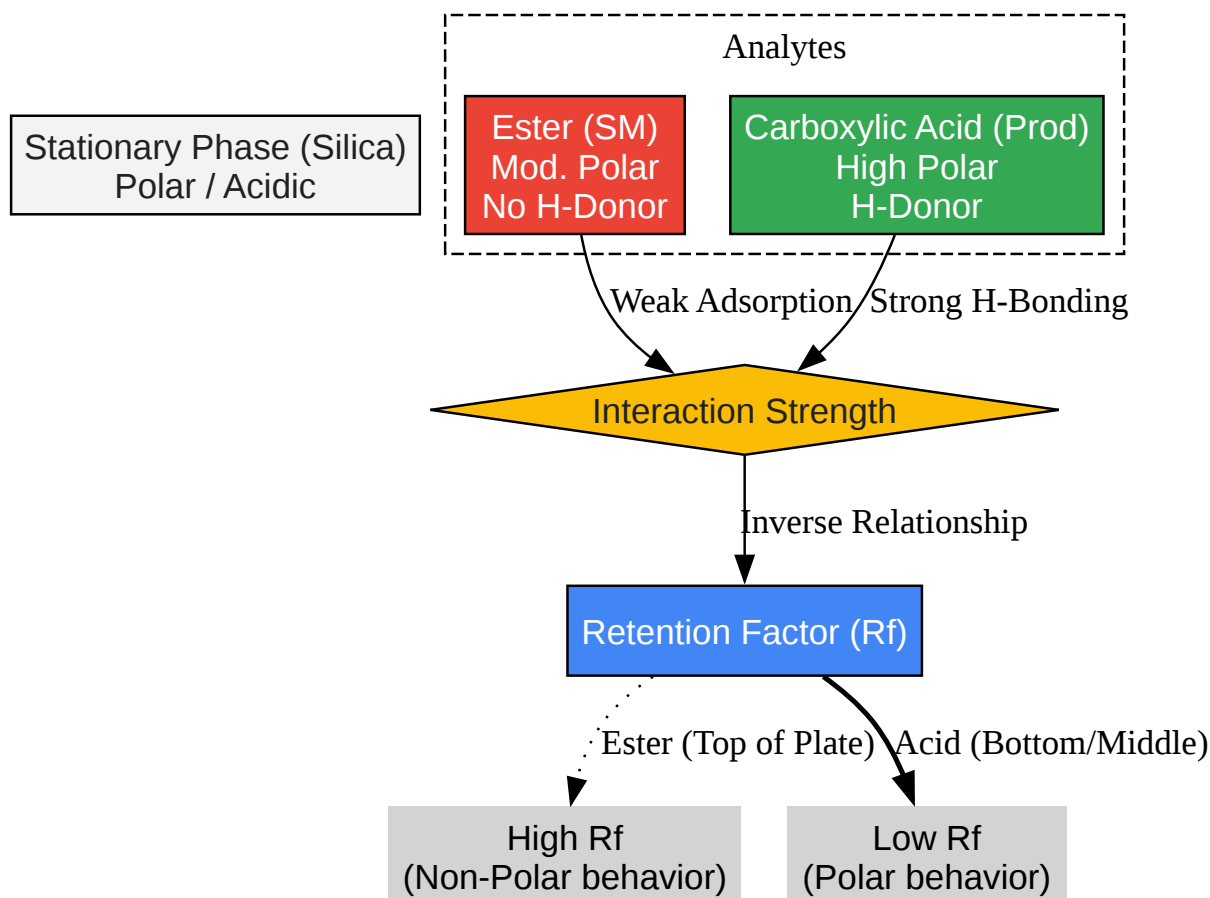 Analytes
Stationary Phase (Silica)
Polar / Acidic
Ester (SM)
Mod. Polar
No H-Donor
Carboxylic Acid (Prod)
High Polar
H-Donor
Weak Adsorption
Strong H-Bonding
Interaction Strength
Inverse Relationship
Retention Factor (Rf)
Ester (Top of Plate)
Acid (Bottom/Middle)
High Rf
(Non-Polar behavior)
Low Rf
(Polar behavior)